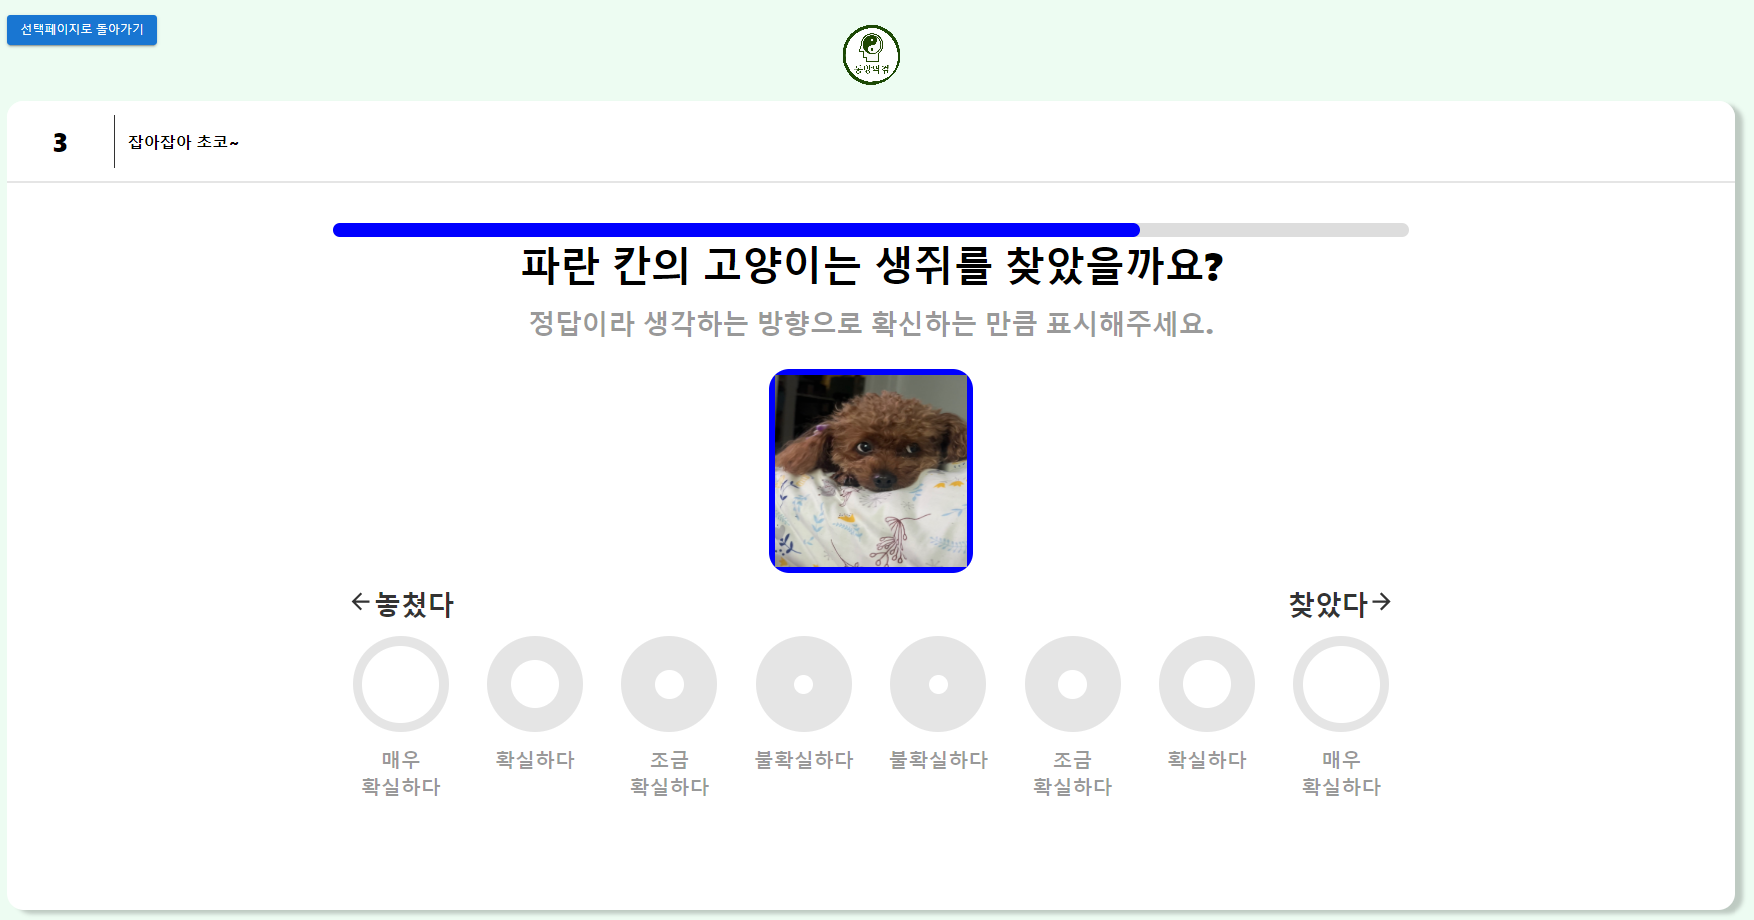 선택페이지로 돌아가기
동양의 검
3
잡아잡아 초코~
파란 칸의 고양이는 생쥐를 찾았을까요?
정답이라 생각하는 방향으로 확신하는 만큼 표시해주세요.
←놓쳤다
찾았다→
매우
확실하다
확실하다
조금
확실하다
불확실하다
불확실하다
조금
확실하다
확실하다
매우
확실하다